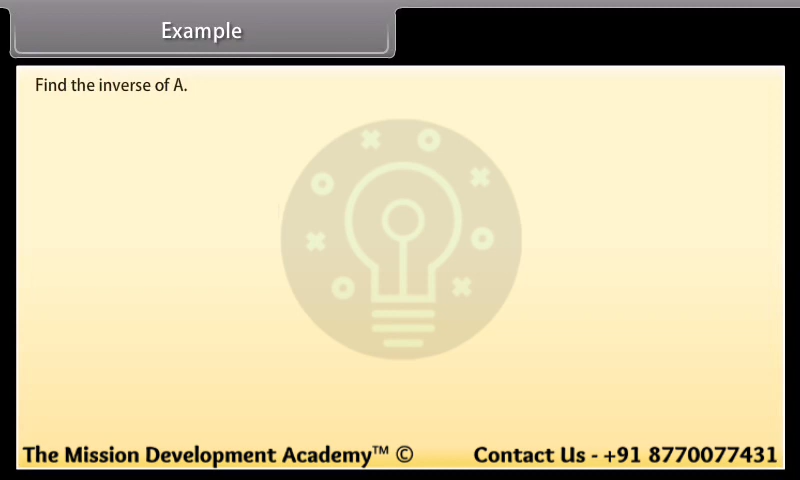 Example
Find the inverse of A.
The Mission Development Academy™ © Contact Us - +91 8770077431